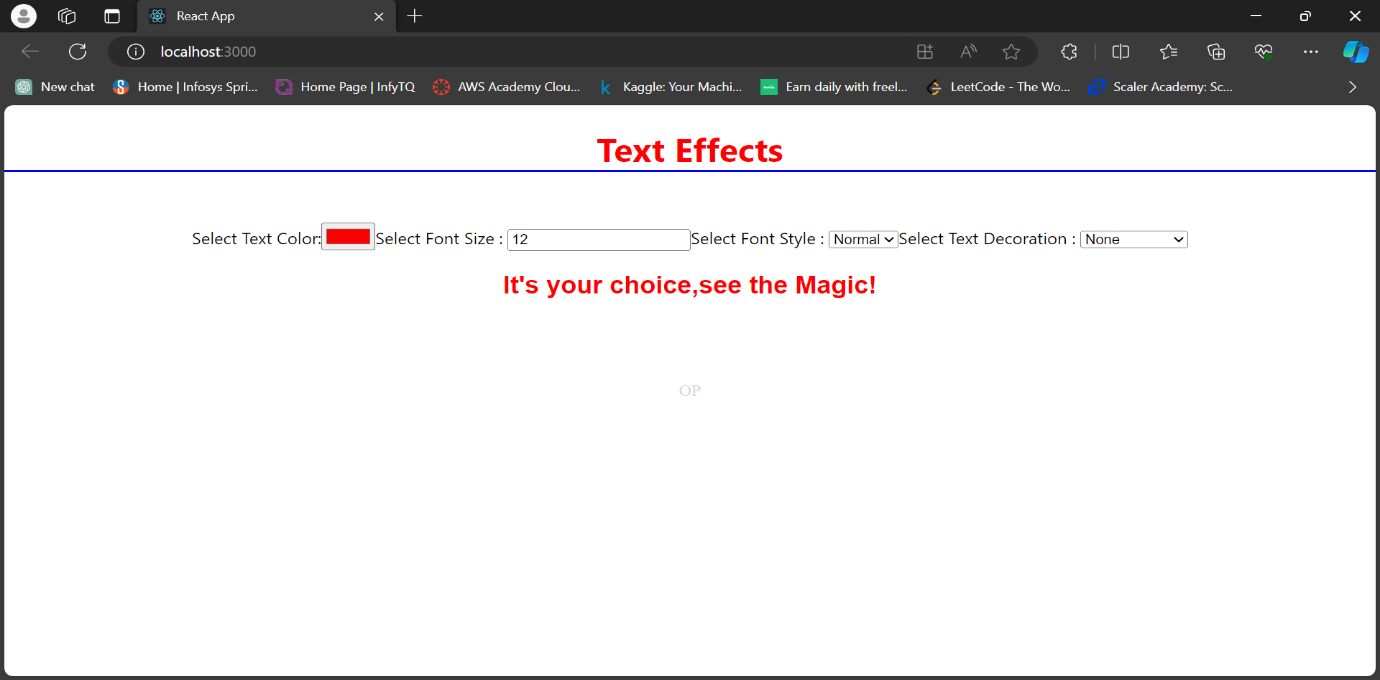 React App
localhost:3000
New chat
Home | Infosys Spri...
Home Page | InfyTQ
AWS Academy Clou...
Kaggle: Your Machi...
Earn daily with freel...
LeetCode - The Wo...
Scaler Academy: Sc...
Text Effects
Select Text Color: Select Font Size : 12 Select Font Style : Normal Select Text Decoration : None
It's your choice,see the Magic!
OP